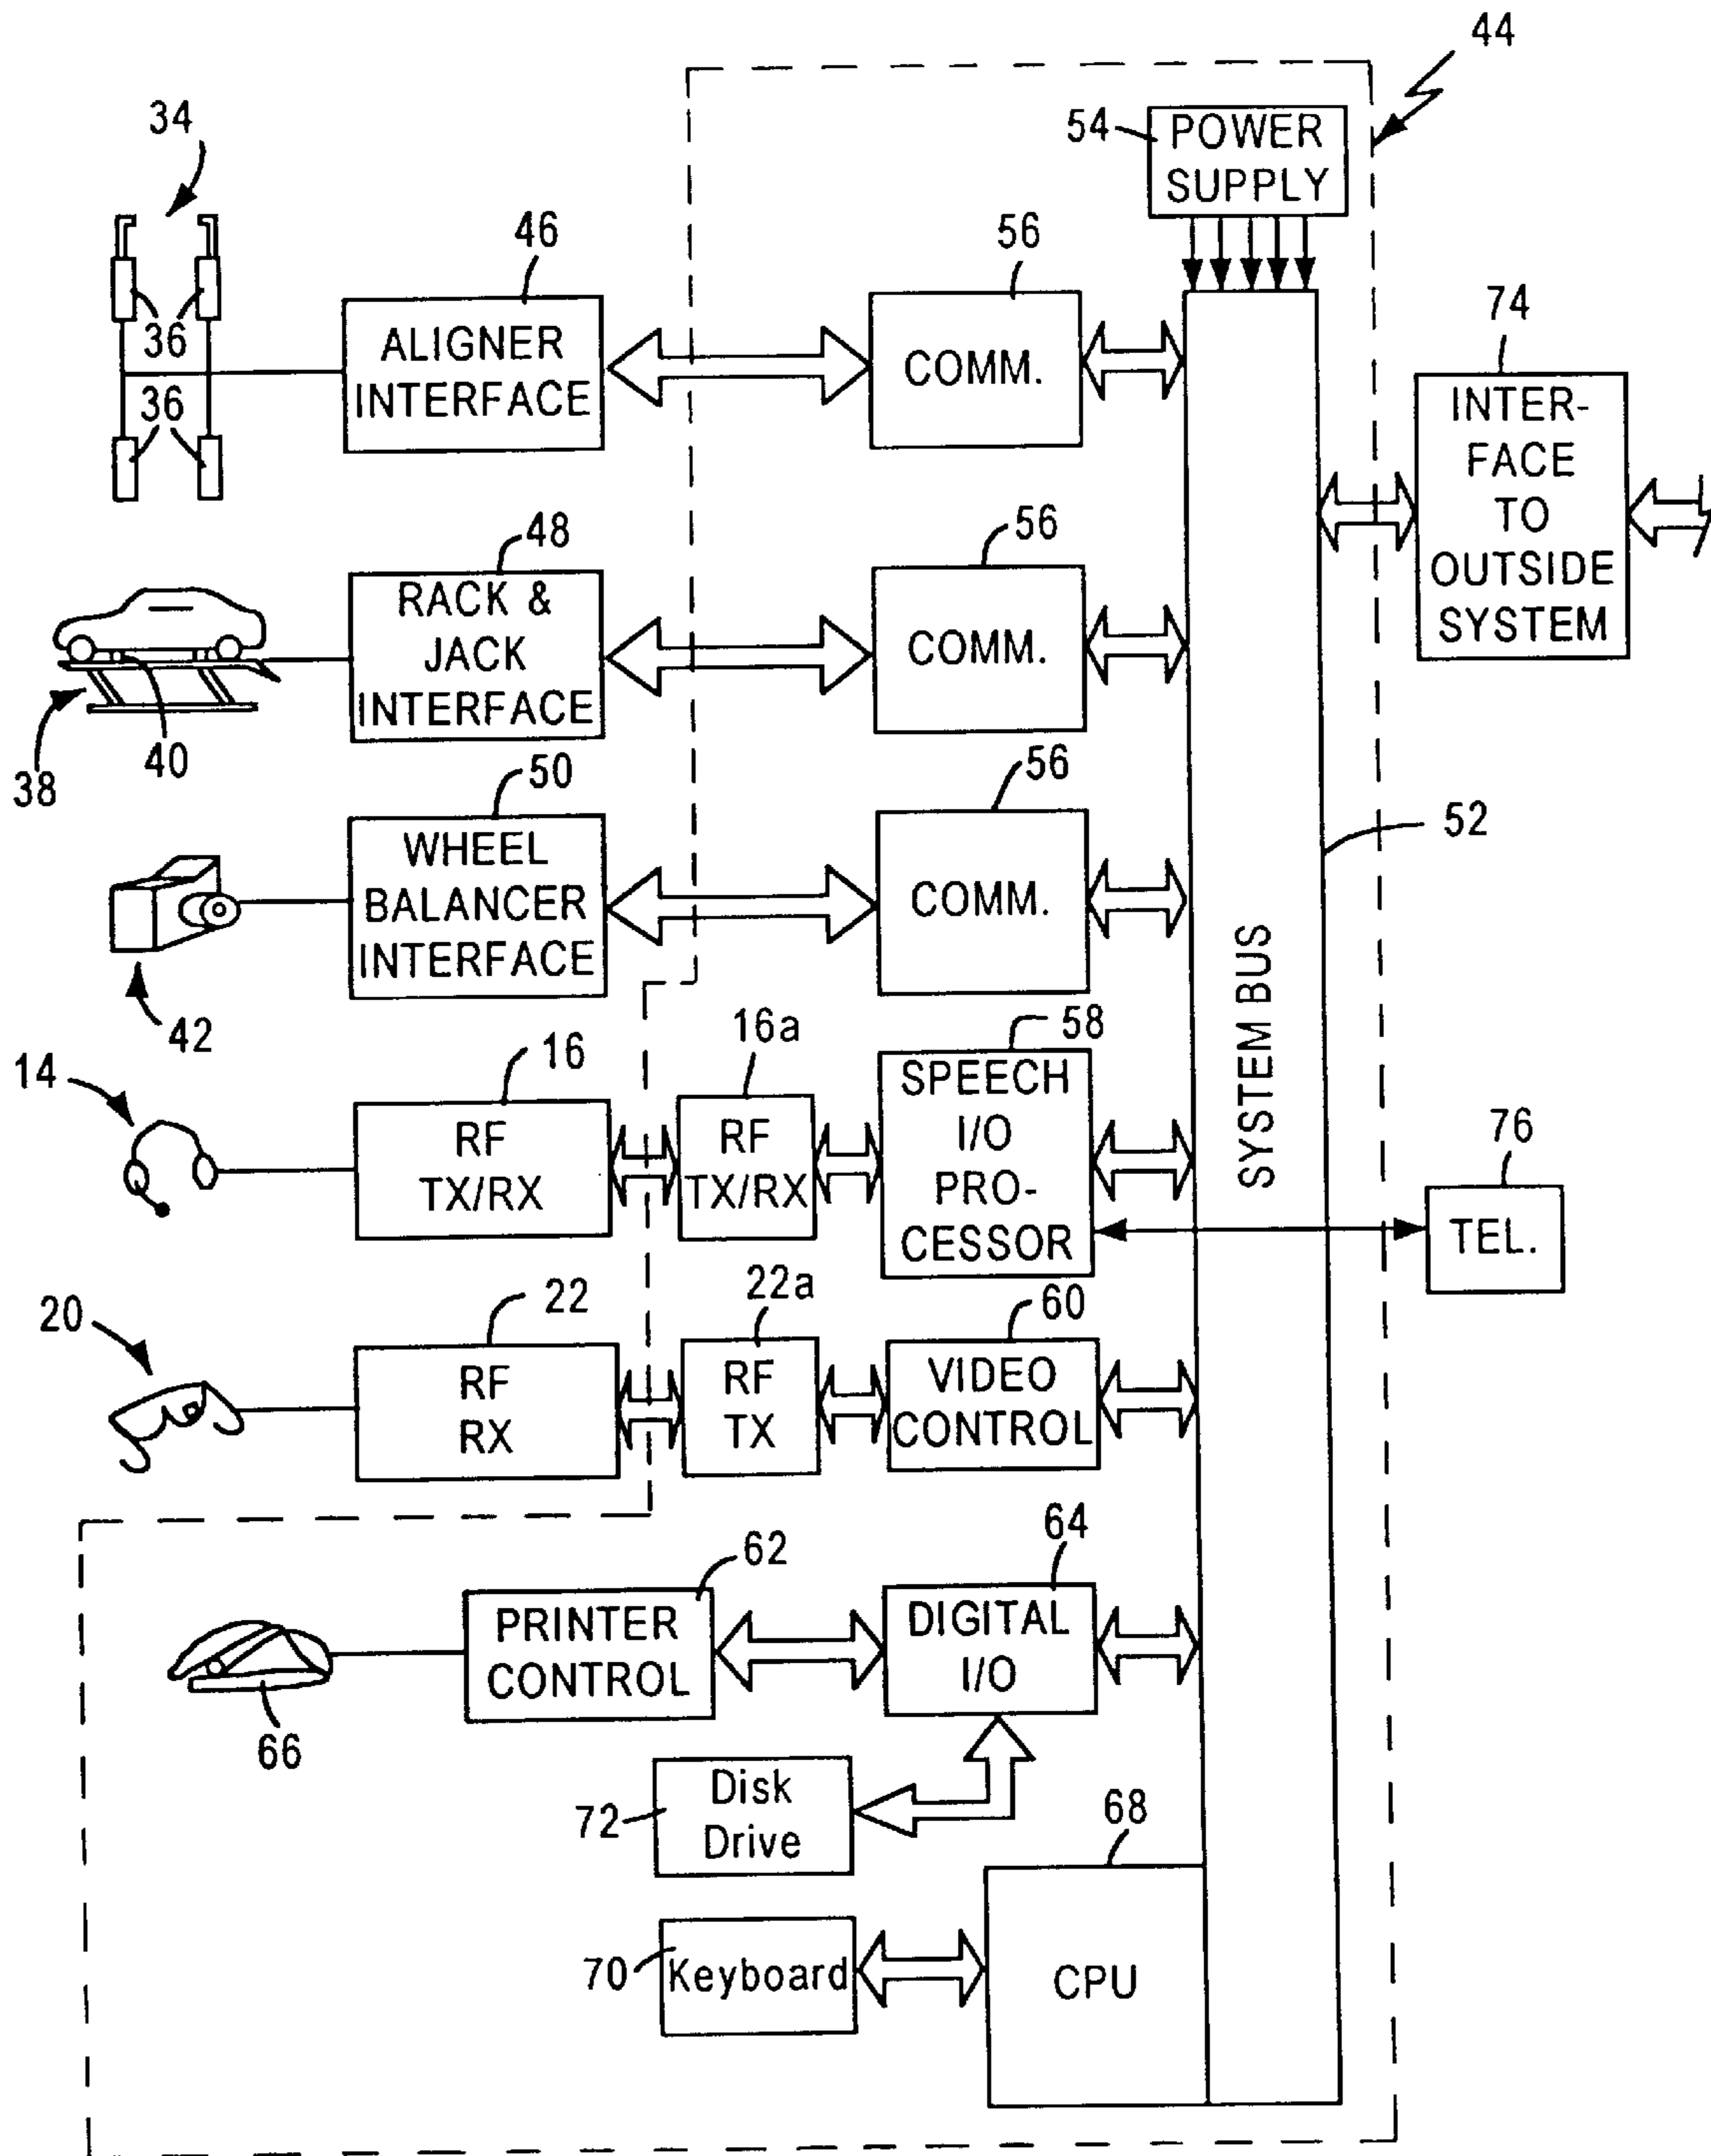 44
34
54
POWER
SUPPLY
46
56
74
36
ALIGNER
INTERFACE
COMM.
INTER-
FACE
TO
OUTSIDE
SYSTEM
36
48
56
RACK &
JACK
INTERFACE
COMM.
38
40
50
56
52
WHEEL
BALANCER
INTERFACE
COMM.
SYSTEM BUS
42
14
16
16a
58
RF
TX/RX
RF
TX/RX
SPEECH
I/O
PRO-
CESSOR
76
TEL.
20
22
22a
60
RF
RX
RF
TX
VIDEO
CONTROL
62
64
PRINTER
CONTROL
DIGITAL
I/O
66
72
Disk
Drive
68
70
Keyboard
CPU